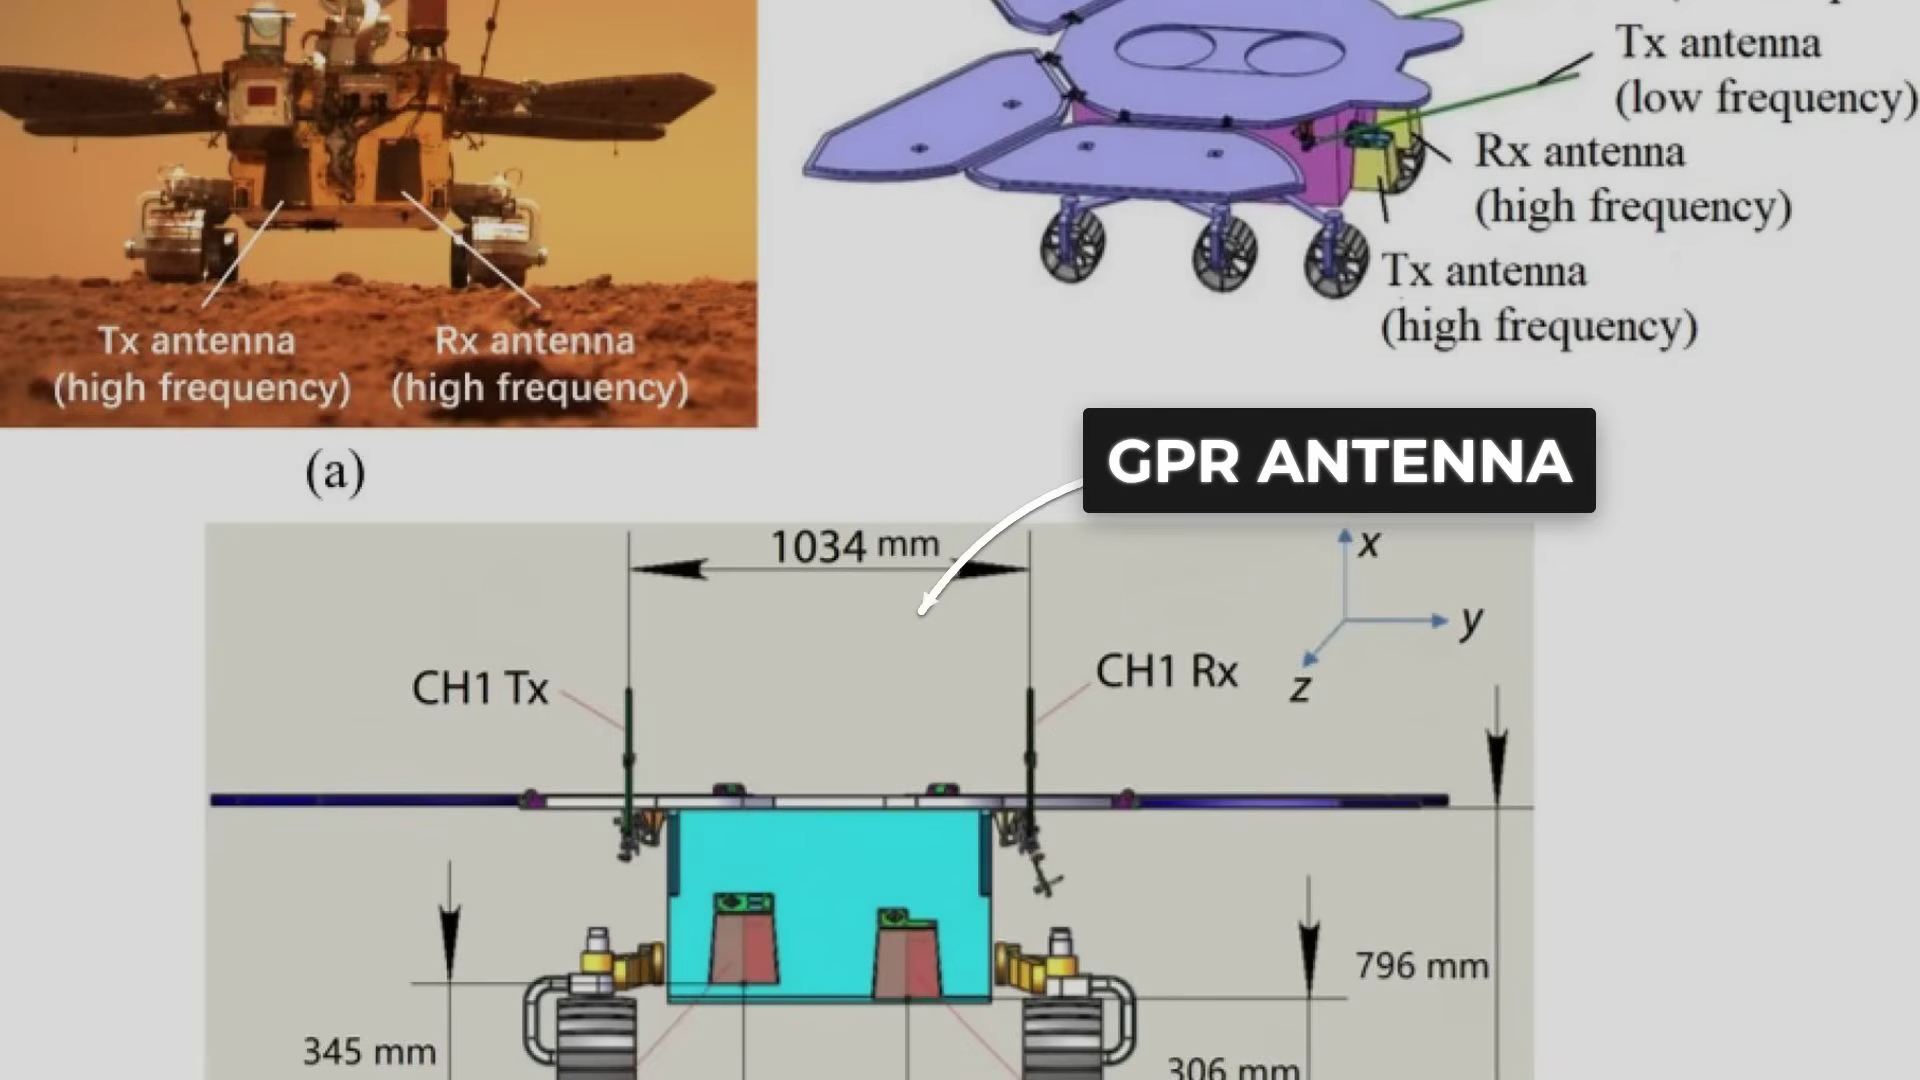 Tx antenna
(low frequency)
Rx antenna
(high frequency)
Tx antenna
(high frequency)
Tx antenna
(high frequency)
Rx antenna
(high frequency)
(a)
GPR ANTENNA
1034 mm
x
y
z
CH1 Tx
CH1 Rx
796 mm
345 mm
306 mm